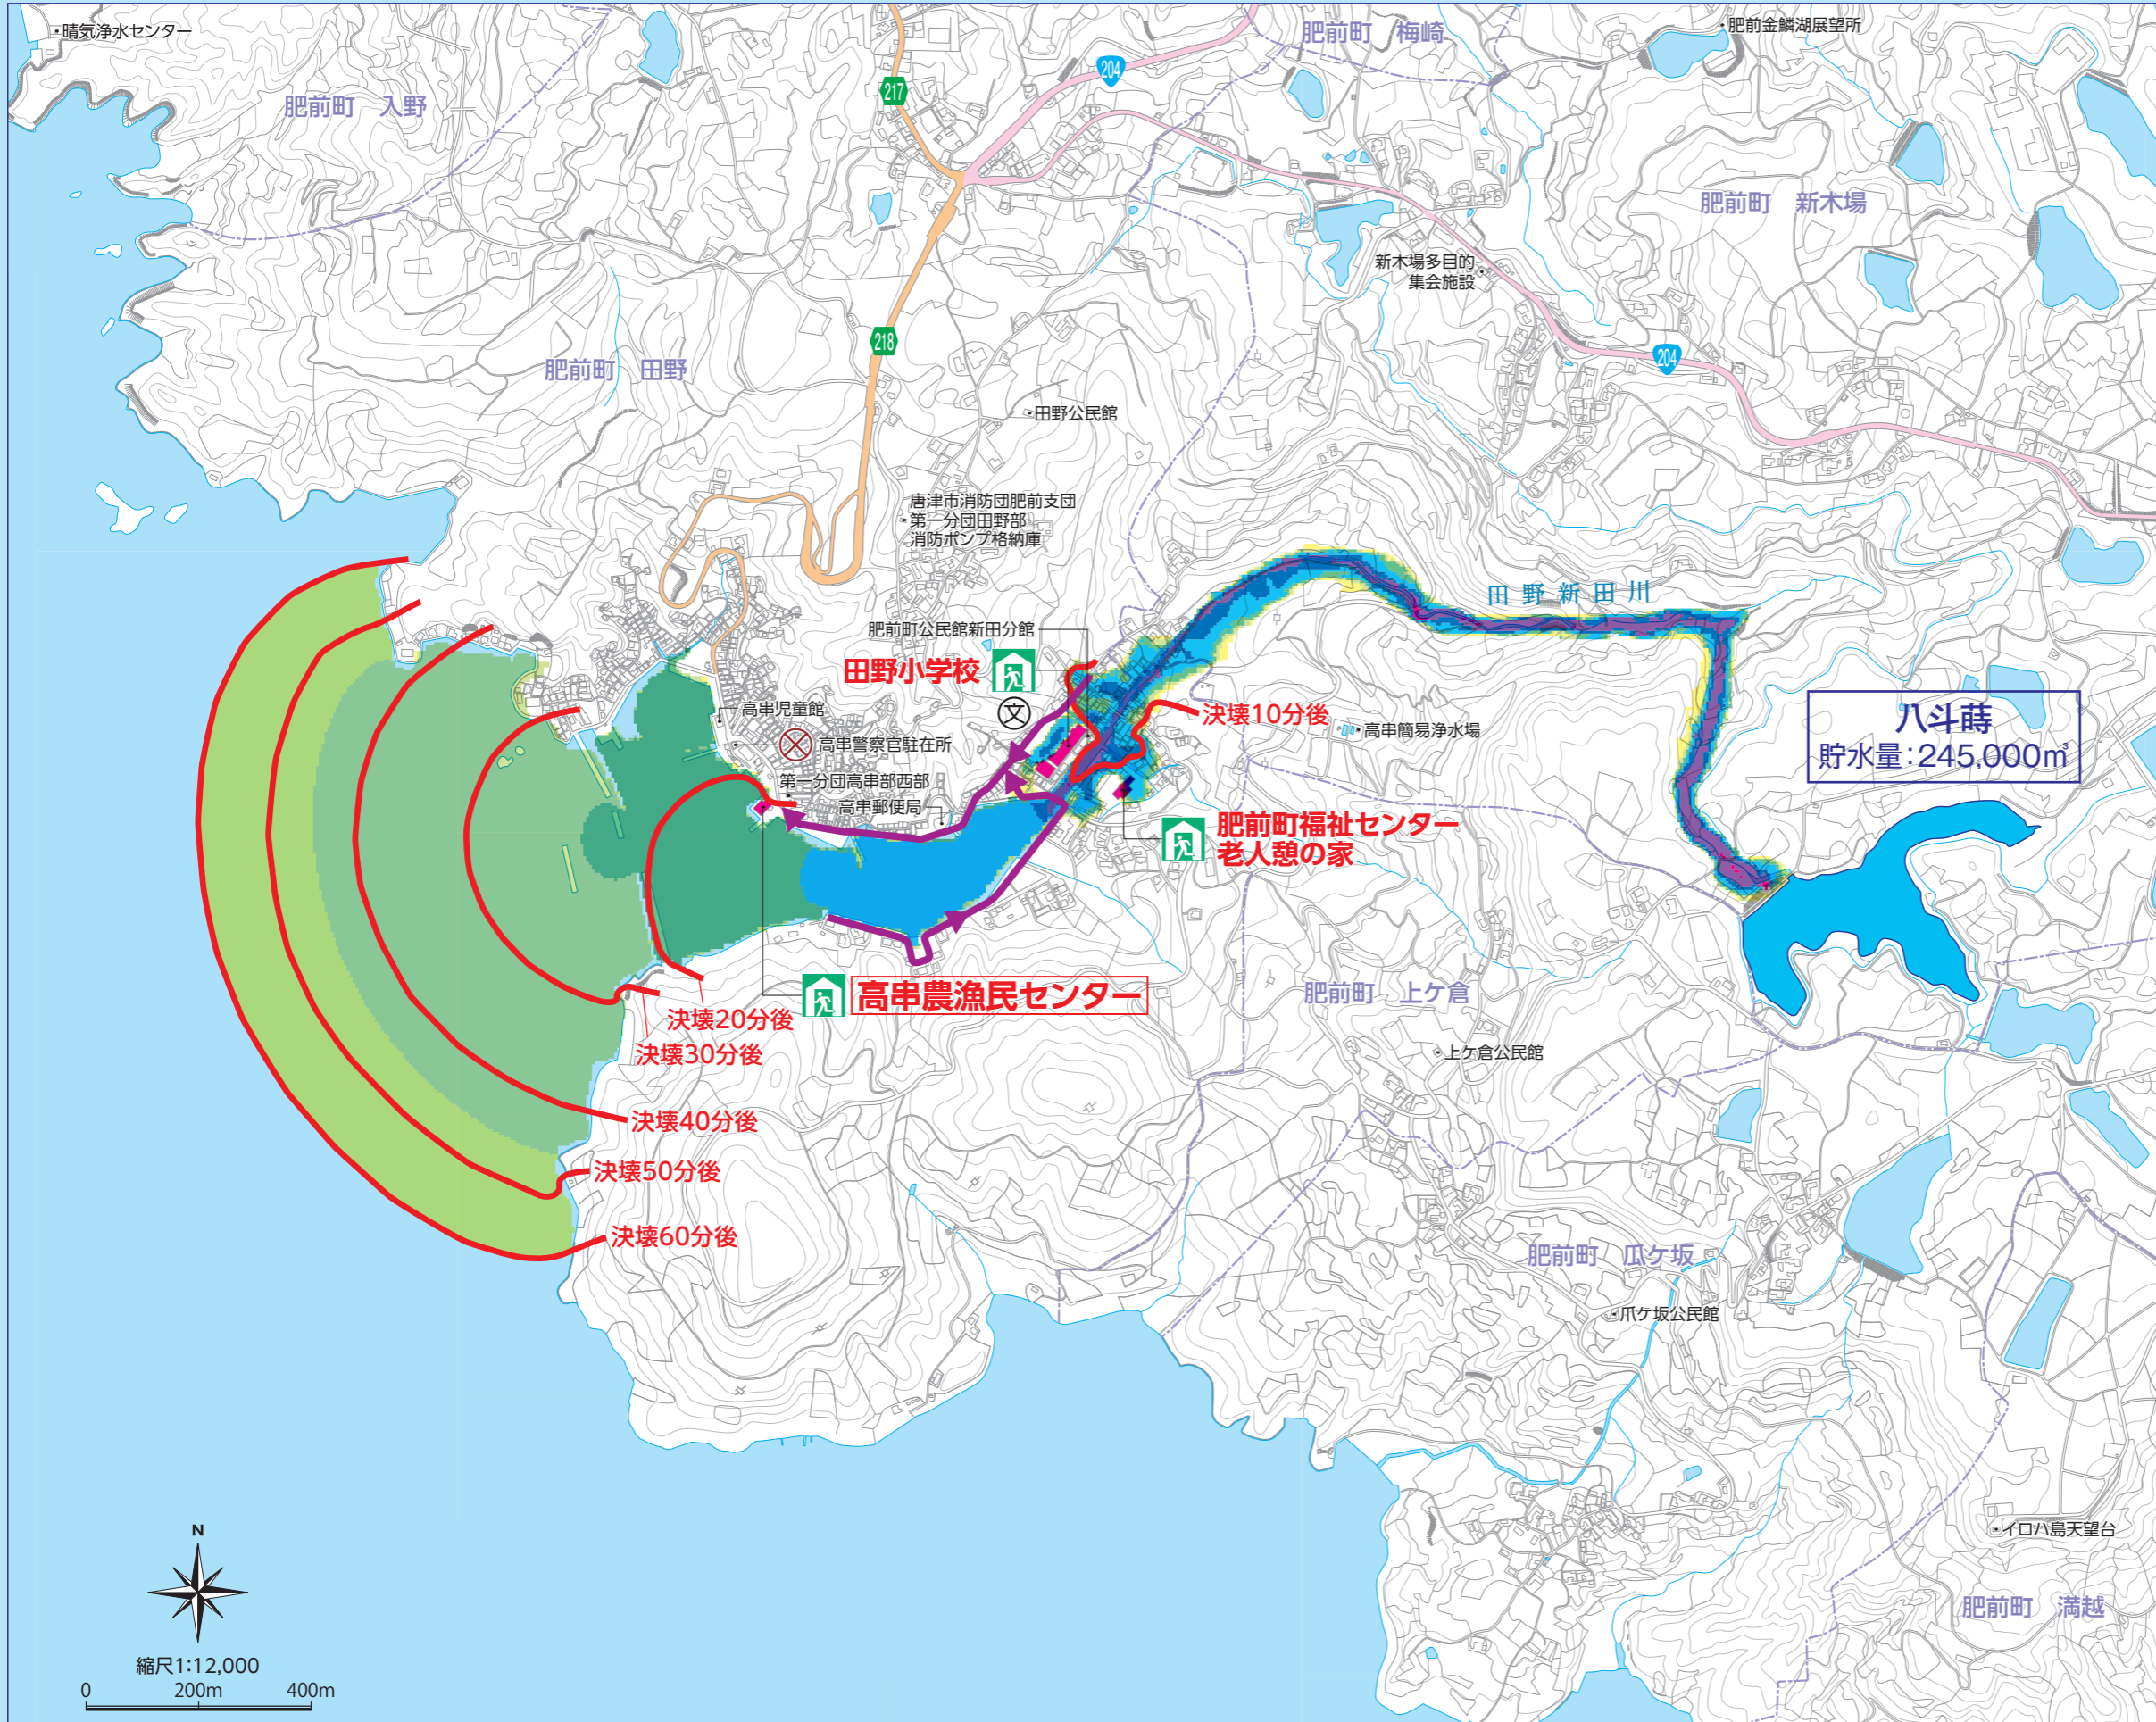 晴気浄水センター
肥前町 入野
217
204
肥前町 梅崎
肥前金鱗湖展望所
肥前町 新木場
新木場多目的
集会施設
218
204
肥前町 田野
田野公民館
唐津市消防団肥前支団
第一分団田野部
消防ポンプ格納庫
田野新田川
肥前町公民館新田分館
田野小学校
文
決壊10分後
高串児童館
高串警察官駐在所
高串簡易浄水場
八斗蒔
貯水量:245,000㎥
第一分団高串部西部
高串郵便局
肥前町福祉センター
老人憩の家
高串農漁民センター
肥前町 上ケ倉
決壊20分後
決壊30分後
上ケ倉公民館
決壊40分後
決壊50分後
決壊60分後
肥前町 瓜ケ坂
爪ケ坂公民館
イロハ島天望台
肥前町 満越
N
縮尺1:12,000
0 200m 400m